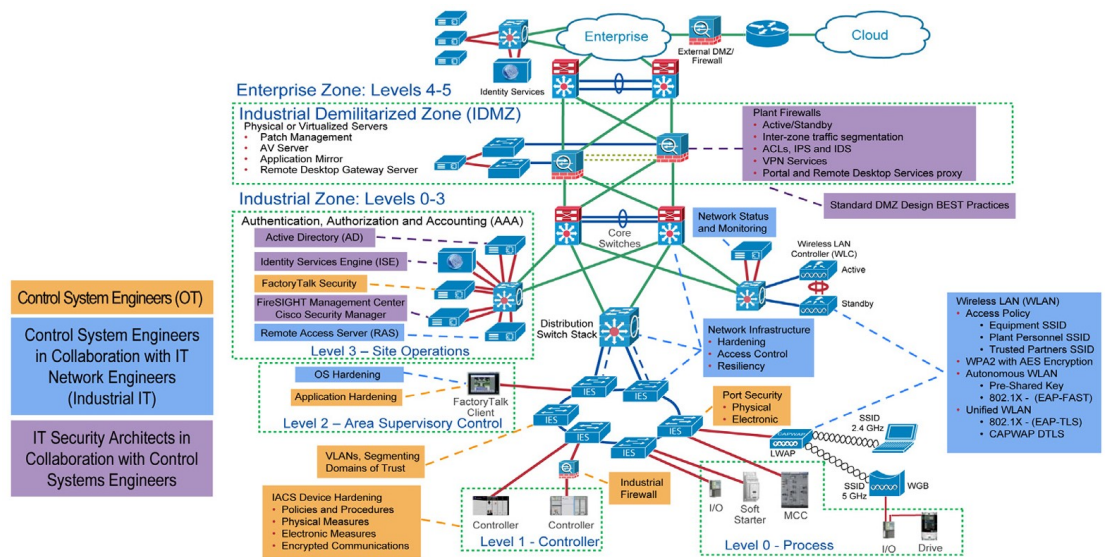 Enterprise
External DMZ/
Firewall
Cloud
Identity Services
Enterprise Zone: Levels 4-5
Industrial Demilitarized Zone (IDMZ)
Physical or Virtualized Servers
• Patch Management
• AV Server
• Application Mirror
• Remote Desktop Gateway Server
Plant Firewalls
• Active/Standby
• Inter-zone traffic segmentation
• ACLs, IPS and IDS
• VPN Services
• Portal and Remote Desktop Services proxy
Standard DMZ Design BEST Practices
Industrial Zone: Levels 0-3
Authentication, Authorization and Accounting (AAA)
Active Directory (AD)
Identity Services Engine (ISE)
FactoryTalk Security
FireSIGHT Management Center
Cisco Security Manager
Remote Access Server (RAS)
Level 3 – Site Operations
Core
Switches
Network Status
and Monitoring
Wireless LAN
Controller (WLC)
Active
Standby
Distribution
Switch Stack
Network Infrastructure
• Hardening
• Access Control
• Resiliency
Wireless LAN (WLAN)
• Access Policy
• Equipment SSID
• Plant Personnel SSID
• Trusted Partners SSID
• WPA2 with AES Encryption
• Autonomous WLAN
• Pre-Shared Key
• 802.1X - (EAP-FAST)
• Unified WLAN
• 802.1X - (EAP-TLS)
• CAPWAP DTLS
Control System Engineers (OT)
Control System Engineers
in Collaboration with IT
Network Engineers
(Industrial IT)
IT Security Architects in
Collaboration with Control
Systems Engineers
OS Hardening
Application Hardening
FactoryTalk
Client
Level 2 – Area Supervisory Control
IES
IES
IES
IES
IES
IES
Port Security
• Physical
• Electronic
VLANs, Segmenting
Domains of Trust
Industrial
Firewall
CAPWAP
LWAP
SSID
2.4 GHz
SSID
5 GHz
WGB
IACS Device Hardening
• Policies and Procedures
• Physical Measures
• Electronic Measures
• Encrypted Communications
Controller
Controller
Level 1 - Controller
I/O
Soft
Starter
MCC
I/O
Drive
Level 0 - Process